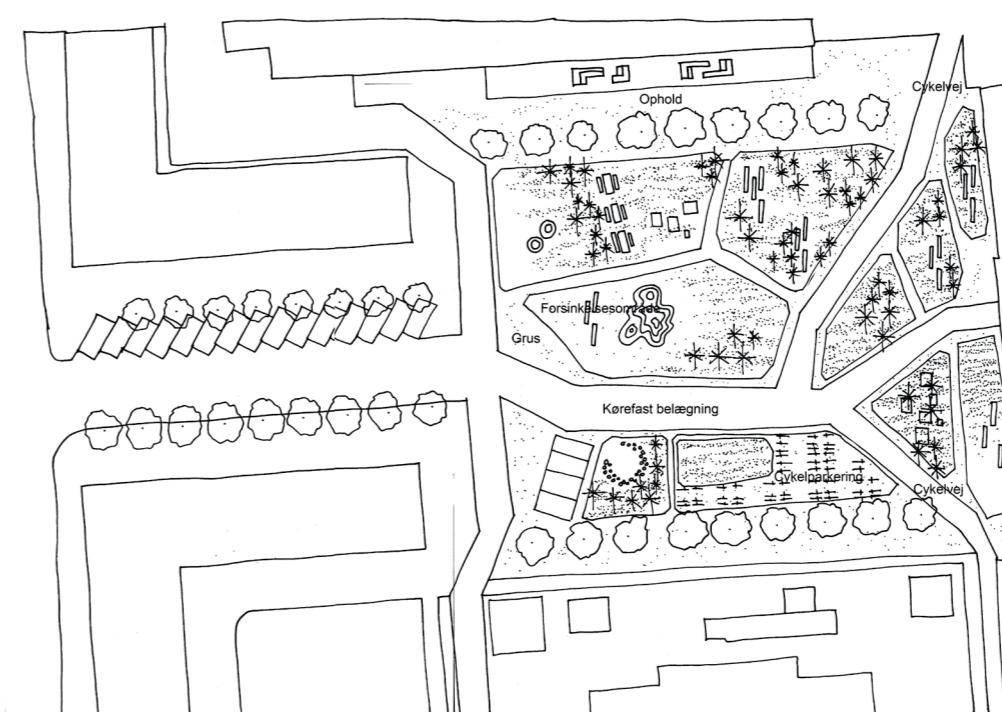 Cykelvej
Ophold
Forsinkelsesområde
Grus
Kørefast belægning
Cykelparkering
Cykelvej